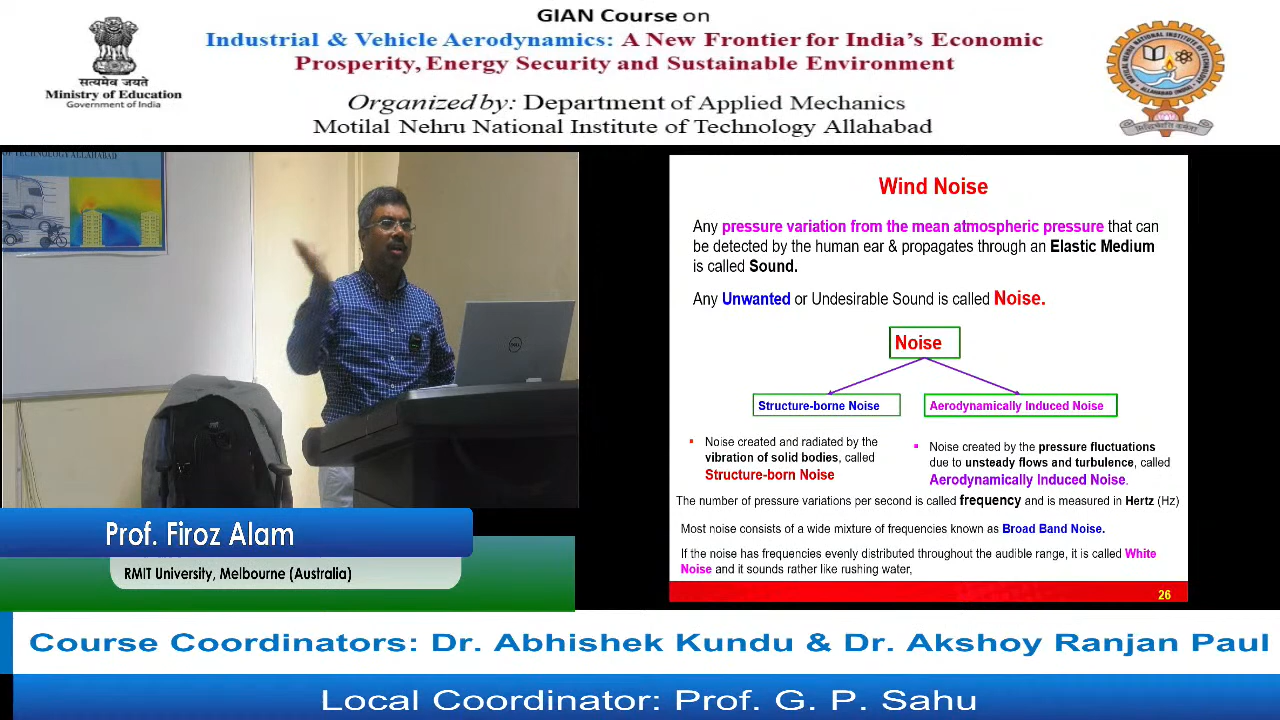 GIAN Course on
Industrial & Vehicle Aerodynamics: A New Frontier for India's Economic
Prosperity, Energy Security and Sustainable Environment
Organized by: Department of Applied Mechanics
Motilal Nehru National Institute of Technology Allahabad
सत्यमेव जयते
Ministry of Education
Government of India
OF TECHNOLOGY ALLAHABAD
DELL
Wind Noise
Any pressure variation from the mean atmospheric pressure that can
be detected by the human ear & propagates through an Elastic Medium
is called Sound.
Any Unwanted or Undesirable Sound is called Noise.
Noise
Structure-borne Noise
Aerodynamically Induced Noise
Noise created and radiated by the
vibration of solid bodies, called
Structure-born Noise
Noise created by the pressure fluctuations
due to unsteady flows and turbulence, called
Aerodynamically Induced Noise.
The number of pressure variations per second is called frequency and is measured in Hertz (Hz)
Most noise consists of a wide mixture of frequencies known as Broad Band Noise.
If the noise has frequencies evenly distributed throughout the audible range, it is called White
Noise and it sounds rather like rushing water,
26
Prof. Firoz Alam
RMIT University, Melbourne (Australia)
Course Coordinators: Dr. Abhishek Kundu & Dr. Akshoy Ranjan Paul
Local Coordinator: Prof. G. P. Sahu